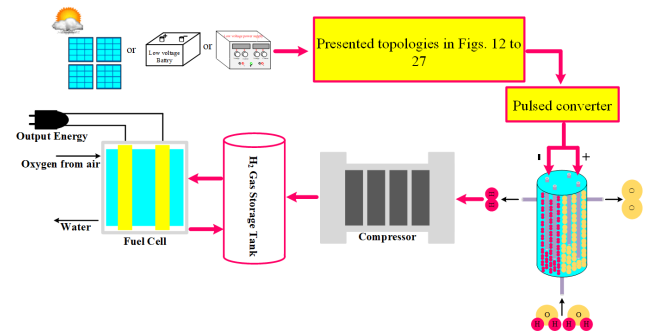 or
or
Low voltage
Battry
Presented topologies in Figs. 12 to
27
Pulsed converter
-
+
Output Energy
Oxygen from air
Water
Fuel Cell
H₂ Gas Storage
Tank
Compressor
H
H
O
O
O
O
H
H
H
H